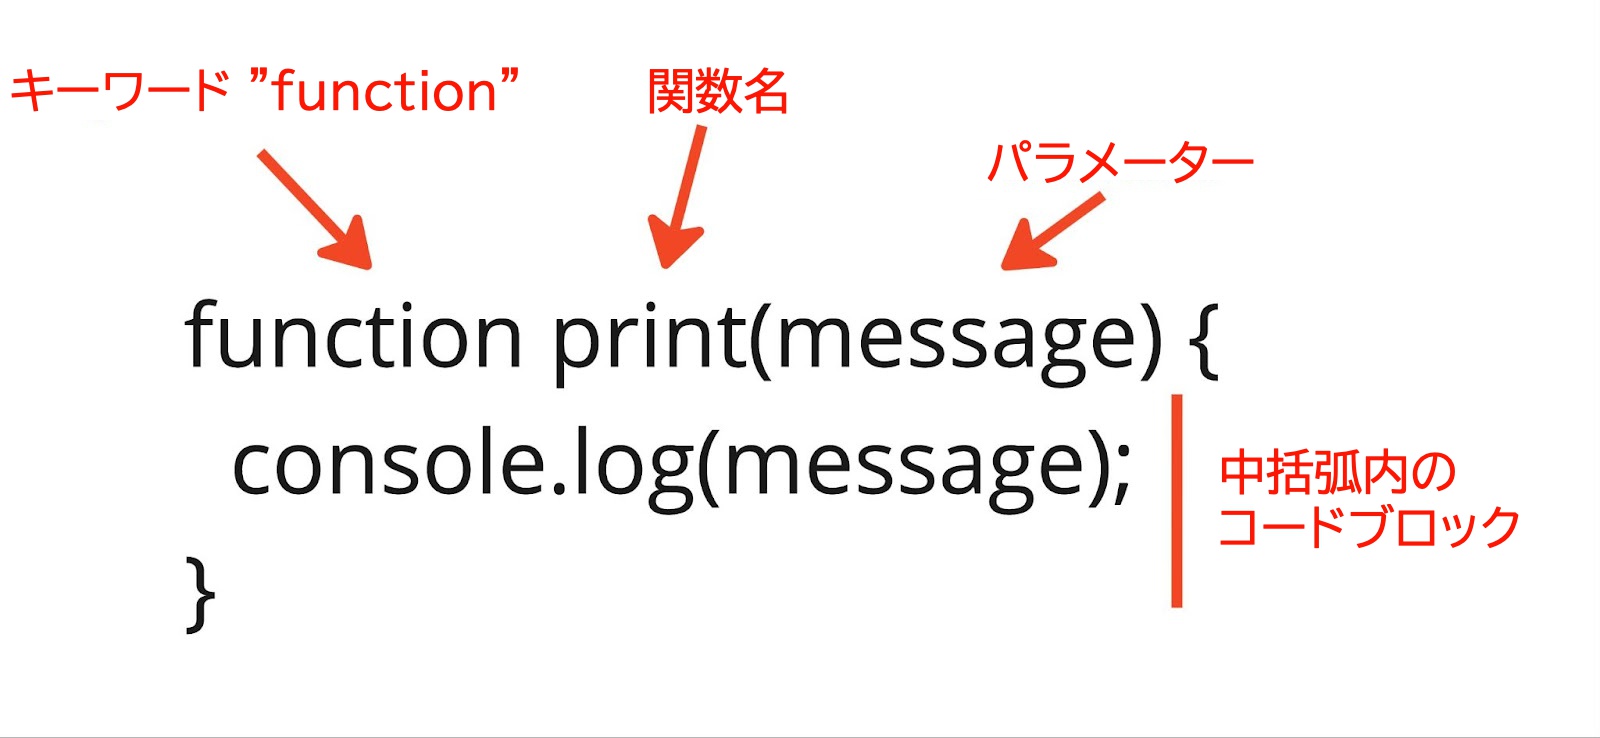 キーワード ”function”
関数名
パラメーター
function print(message) {
console.log(message);
}
中括弧内の
コードブロック